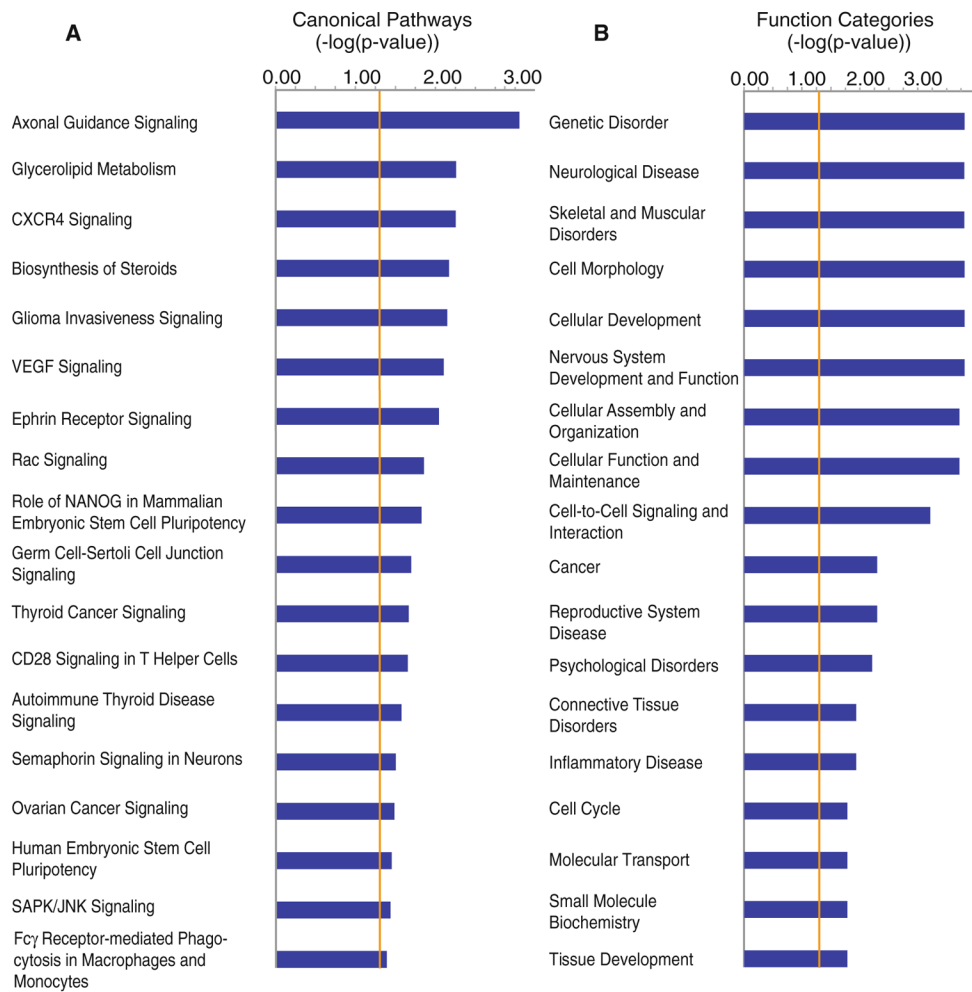 A
Canonical Pathways
(-log(p-value))
0.00 1.00 2.00 3.00
Axonal Guidance Signaling
Glycerolipid Metabolism
CXCR4 Signaling
Biosynthesis of Steroids
Glioma Invasiveness Signaling
VEGF Signaling
Ephrin Receptor Signaling
Rac Signaling
Role of NANOG in Mammalian
Embryonic Stem Cell Pluripotency
Germ Cell-Sertoli Cell Junction
Signaling
Thyroid Cancer Signaling
CD28 Signaling in T Helper Cells
Autoimmune Thyroid Disease
Signaling
Semaphorin Signaling in Neurons
Ovarian Cancer Signaling
Human Embryonic Stem Cell
Pluripotency
SAPK/JNK Signaling
Fcγ Receptor-mediated Phago-
cytosis in Macrophages and
Monocytes
B
Function Categories
(-log(p-value))
0.00 1.00 2.00 3.00
Genetic Disorder
Neurological Disease
Skeletal and Muscular
Disorders
Cell Morphology
Cellular Development
Nervous System
Development and Function
Cellular Assembly and
Organization
Cellular Function and
Maintenance
Cell-to-Cell Signaling and
Interaction
Cancer
Reproductive System
Disease
Psychological Disorders
Connective Tissue
Disorders
Inflammatory Disease
Cell Cycle
Molecular Transport
Small Molecule
Biochemistry
Tissue Development